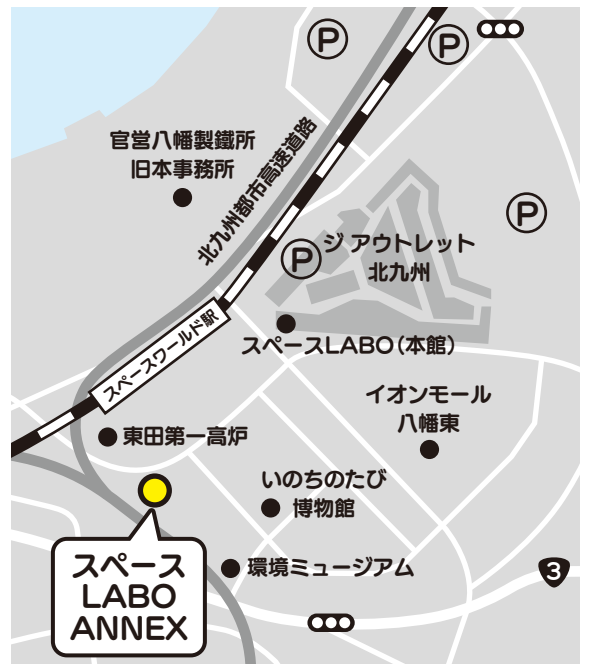 P
P
官営八幡製鐵所
旧本事務所
北九州都市高速道路
P
P
ジ アウトレット
北九州
スペースLABO(本館)
スペースワールド駅
イオンモール
八幡東
東田第一高炉
いのちのたび
博物館
環境ミュージアム
3
スペース
LABO
ANNEX